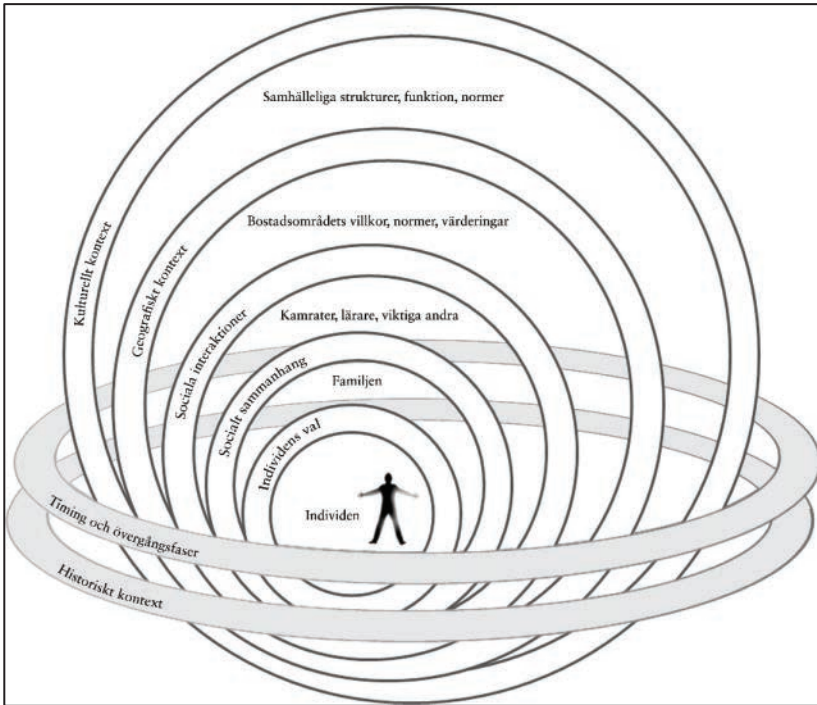 Samhälleliga strukturer, funktion, normer
Kulturellt kontext
Bostadsområdets villkor, normer, värderingar
Geografiskt kontext
Kamrater, lärare, viktiga andra
Sociala interaktioner
Familjen
Socialt sammanhang
Individens val
Individen
Timing och övergångsfaser
Historiskt kontext